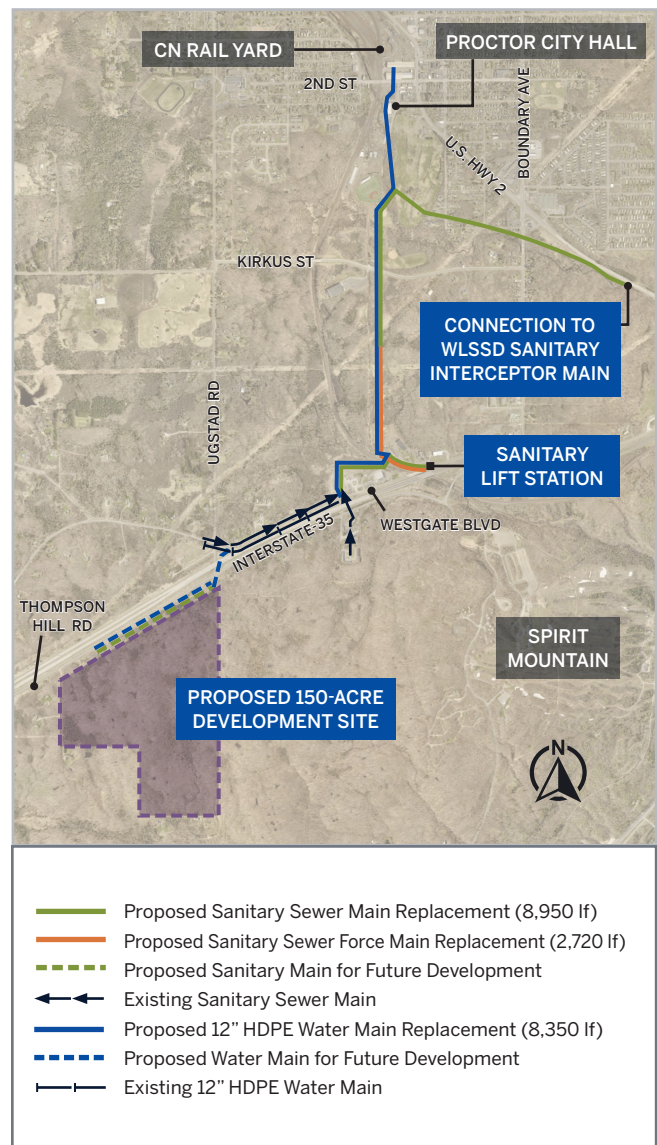 CN RAIL YARD
PROCTOR CITY HALL
2ND ST
BOUNDARY AVE
U.S. HWY 2
KIRKUS ST
CONNECTION TO
WLSSD SANITARY
INTERCEPTOR MAIN
UGSTAD RD
SANITARY
LIFT STATION
WESTGATE BLVD
INTERSTATE-35
THOMPSON
HILL RD
SPIRIT
MOUNTAIN
PROPOSED 150-ACRE
DEVELOPMENT SITE
N
Proposed Sanitary Sewer Main Replacement (8,950 lf)
Proposed Sanitary Sewer Force Main Replacement (2,720 lf)
Proposed Sanitary Main for Future Development
Existing Sanitary Sewer Main
Proposed 12” HDPE Water Main Replacement (8,350 lf)
Proposed Water Main for Future Development
Existing 12” HDPE Water Main